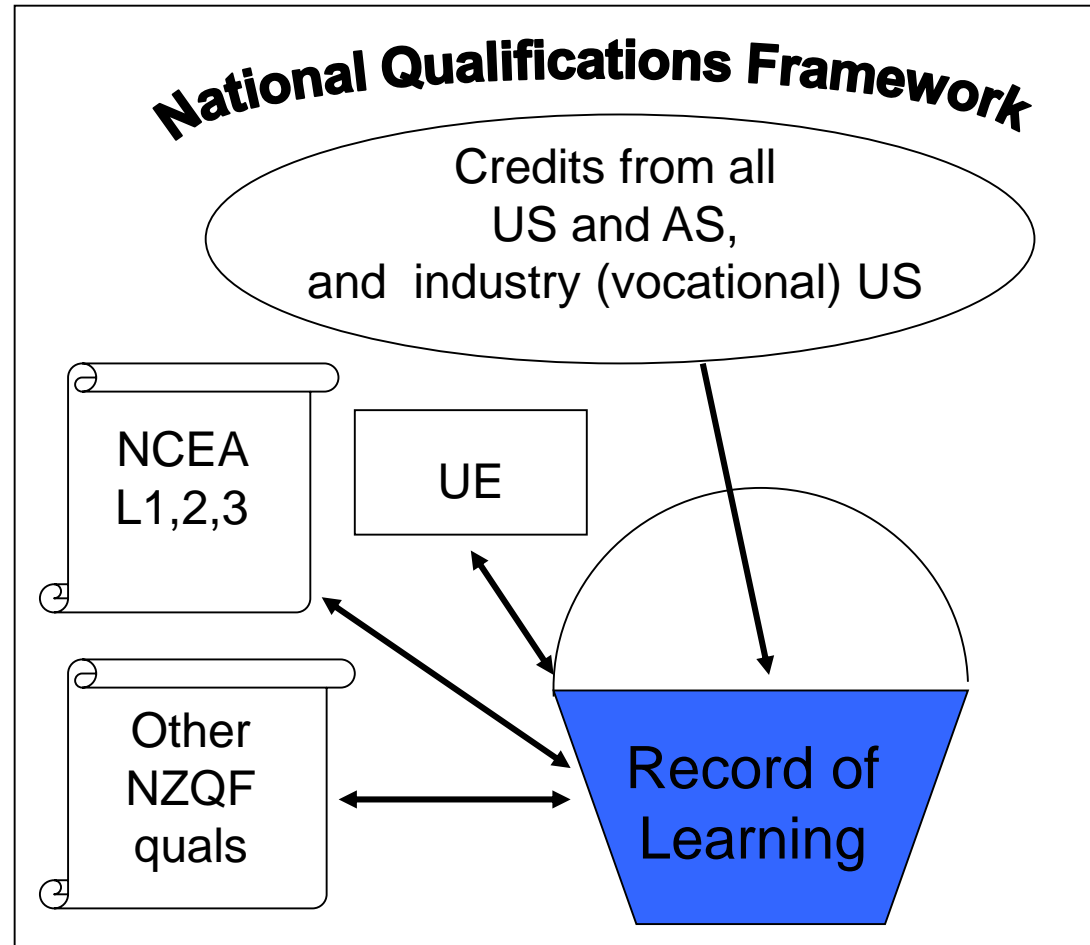 National Qualifications Framework
Credits from all
US and AS,
and industry (vocational) US
NCEA
L1,2,3
UE
Other
NZQF
quals
Record of
Learning